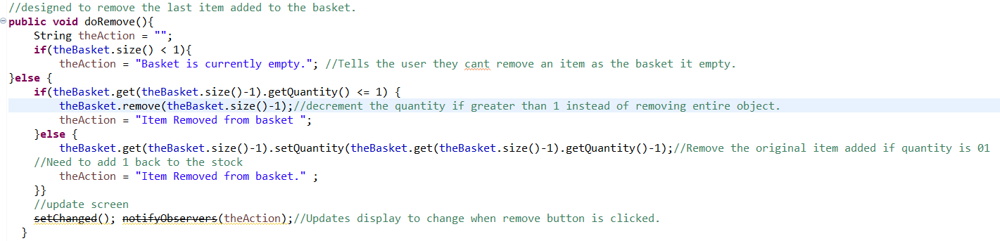 //designed to remove the last item added to the basket.
public void doRemove(){
    String theAction = "";
    if(theBasket.size() < 1){
        theAction = "Basket is currently empty."; //Tells the user they cant remove an item as the basket it empty.
}else {
    if(theBasket.get(theBasket.size()-1).getQuantity() <= 1) {
        theBasket.remove(theBasket.size()-1);//decrement the quantity if greater than 1 instead of removing entire object.
        theAction = "Item Removed from basket ";
    }else {
        theBasket.get(theBasket.size()-1).setQuantity(theBasket.get(theBasket.size()-1).getQuantity()-1);//Remove the original item added if quantity is 01
    //Need to add 1 back to the stock
        theAction = "Item Removed from basket." ;
    }}
    //update screen
    setChanged(); notifyObservers(theAction);//Updates display to change when remove button is clicked.
  }